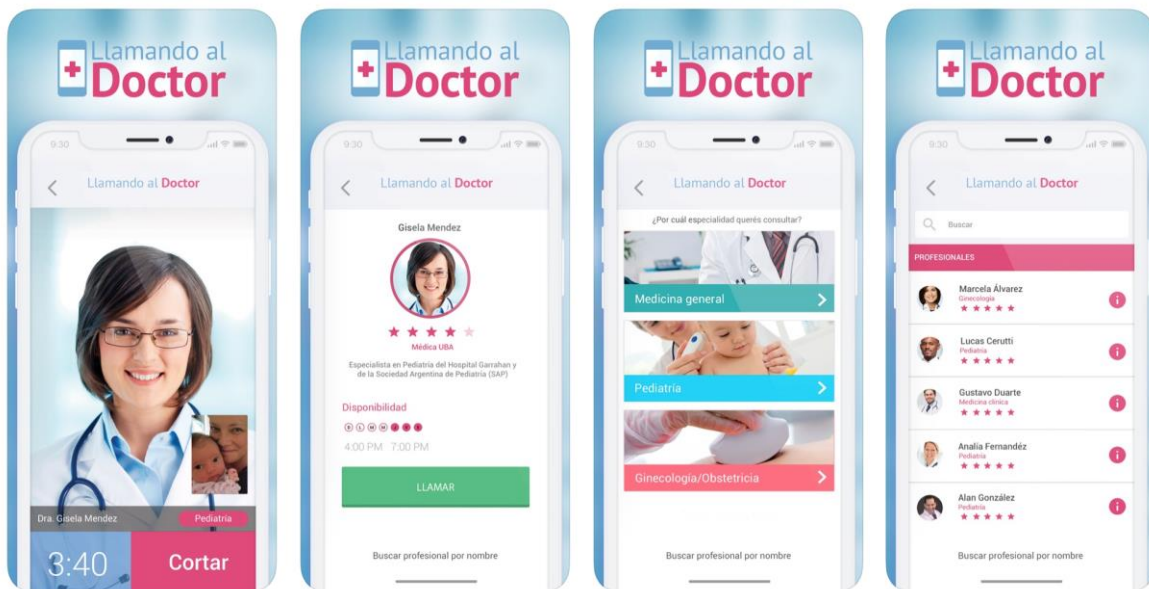 Llamando al
Doctor
9:30
Llamando al Doctor
Dra. Gisela Mendez
Pediatría
3:40
Cortar
Llamando al
Doctor
9:30
Llamando al Doctor
Gisela Mendez
Médica UBA
Especialista en Pediatría del Hospital Garrahan y
de la Sociedad Argentina de Pediatría (SAP)
Disponibilidad
D L M M J V S
4:00 PM 7:00 PM
LLAMAR
Buscar profesional por nombre
Llamando al
Doctor
9:30
Llamando al Doctor
¿Por cuál especialidad querés consultar?
Medicina general
Pediatría
Ginecología/Obstetricia
Buscar profesional por nombre
Llamando al
Doctor
9:30
Llamando al Doctor
Buscar
PROFESIONALES
Marcela Álvarez
Ginecología
Lucas Cerutti
Pediatría
Gustavo Duarte
Medicina clínica
Analía Fernandéz
Pediatría
Alan González
Pediatría
Buscar profesional por nombre